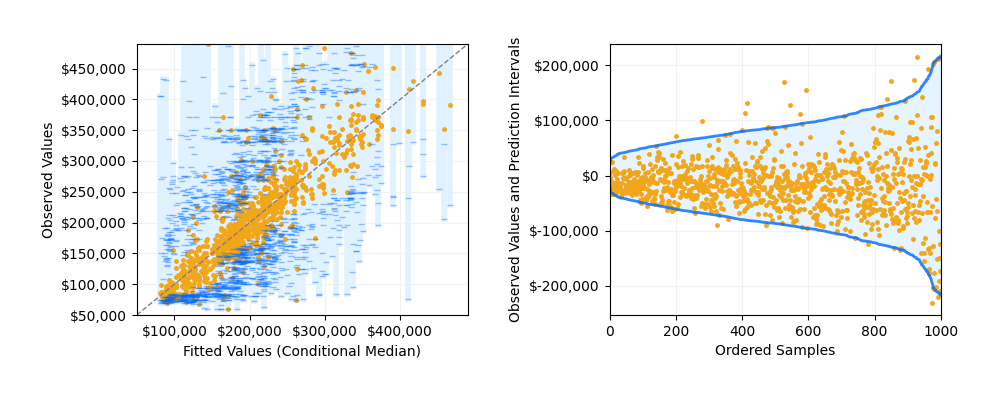 $450,000
$400,000
$350,000
$300,000
$250,000
$200,000
$150,000
$100,000
$50,000
Observed Values
$100,000 $200,000 $300,000 $400,000
Fitted Values (Conditional Median)
$200,000
$100,000
$0
$-100,000
$-200,000
Observed Values and Prediction Intervals
0 200 400 600 800 1000
Ordered Samples